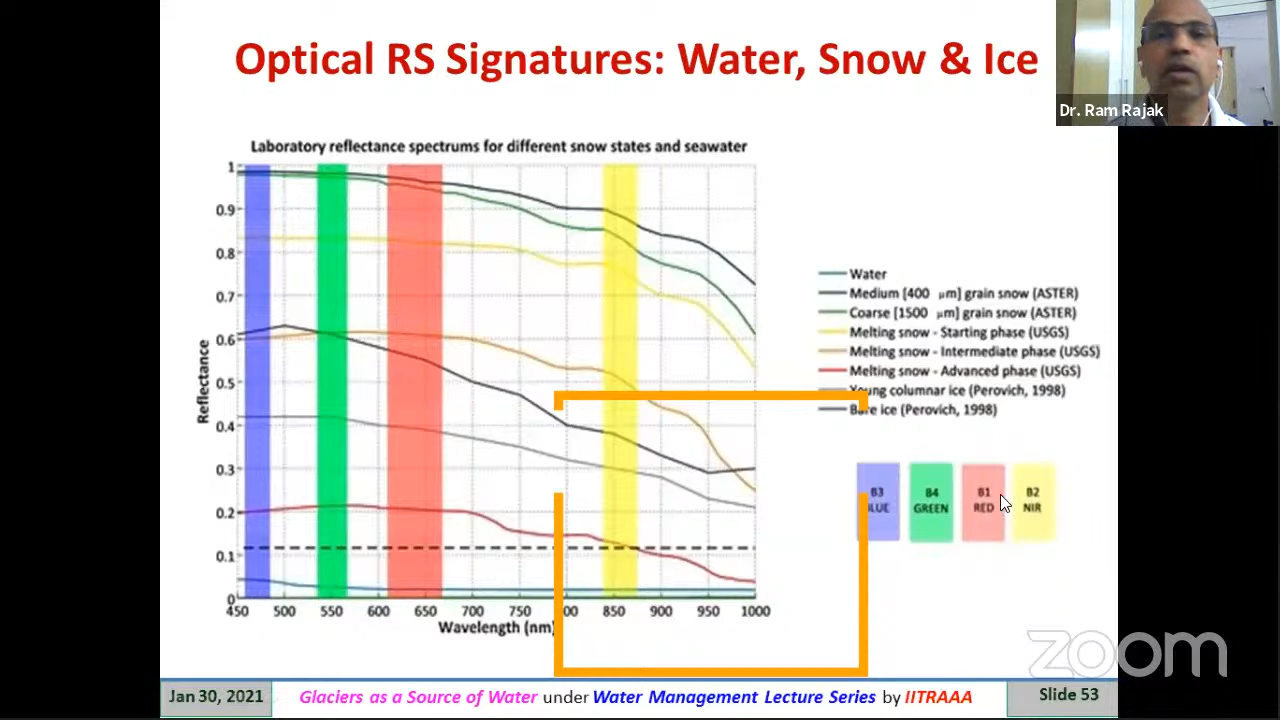 Optical RS Signatures: Water, Snow & Ice
Dr. Ram Rajak
Laboratory reflectance spectrums for different snow states and seawater
Reflectance
1
0.9
0.8
0.7
0.6
0.5
0.4
0.3
0.2
0.1
0
450 500 550 600 650 700 750 850 900 950 1000
Wavelength (nm)
Water
Medium [400 μm] grain snow (ASTER)
Coarse [1500 μm] grain snow (ASTER)
Melting snow - Starting phase (USGS)
Melting snow - Intermediate phase (USGS)
Melting snow - Advanced phase (USGS)
Young columnar ice (Perovich, 1998)
Bare ice (Perovich, 1998)
B3 B4 B1 B2
BLUE GREEN RED NIR
zoom
Jan 30, 2021 Glaciers as a Source of Water under Water Management Lecture Series by IITRAAA Slide 53